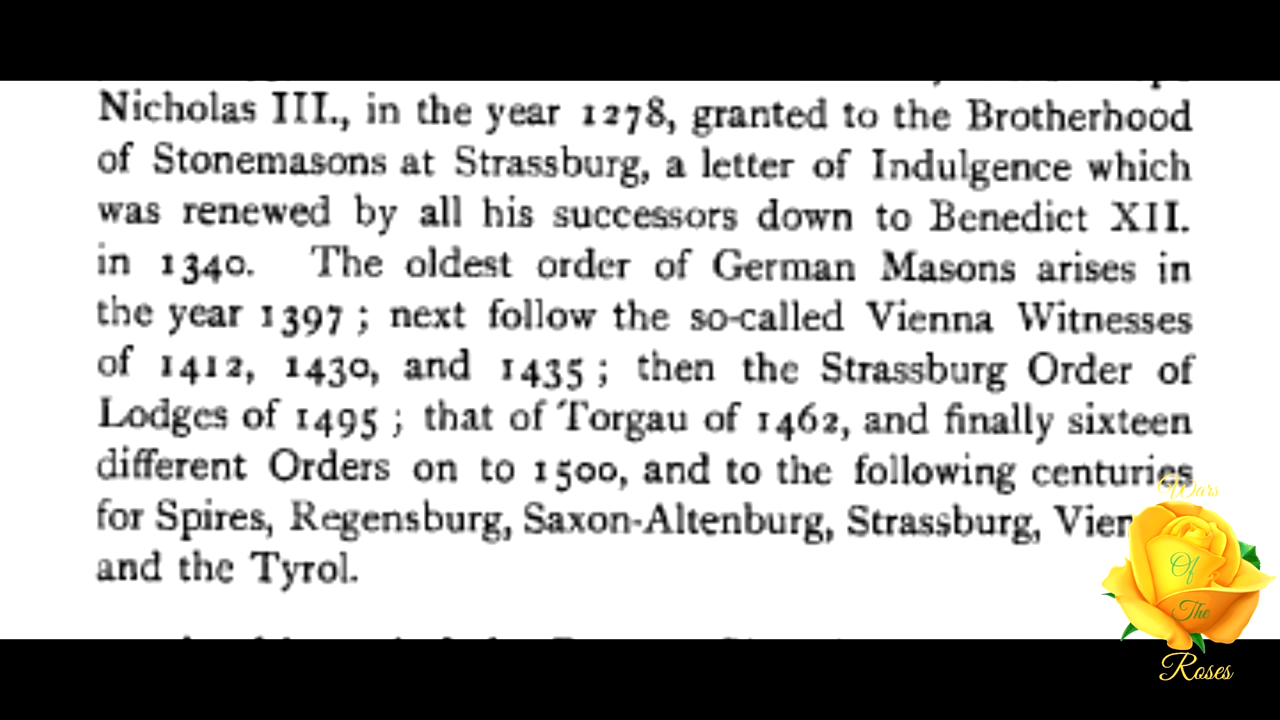 Nicholas III., in the year 1278, granted to the Brotherhood
of Stonemasons at Strassburg, a letter of Indulgence which
was renewed by all his successors down to Benedict XII.
in 1340. The oldest order of German Masons arises in
the year 1397 ; next follow the so-called Vienna Witnesses
of 1412, 1430, and 1435 ; then the Strassburg Order of
Lodges of 1495 ; that of Torgau of 1462, and finally sixteen
different Orders on to 1500, and to the following centuries
for Spires, Regensburg, Saxon-Altenburg, Strassburg,
and the Tyrol.
Wars
Of
The
Roses